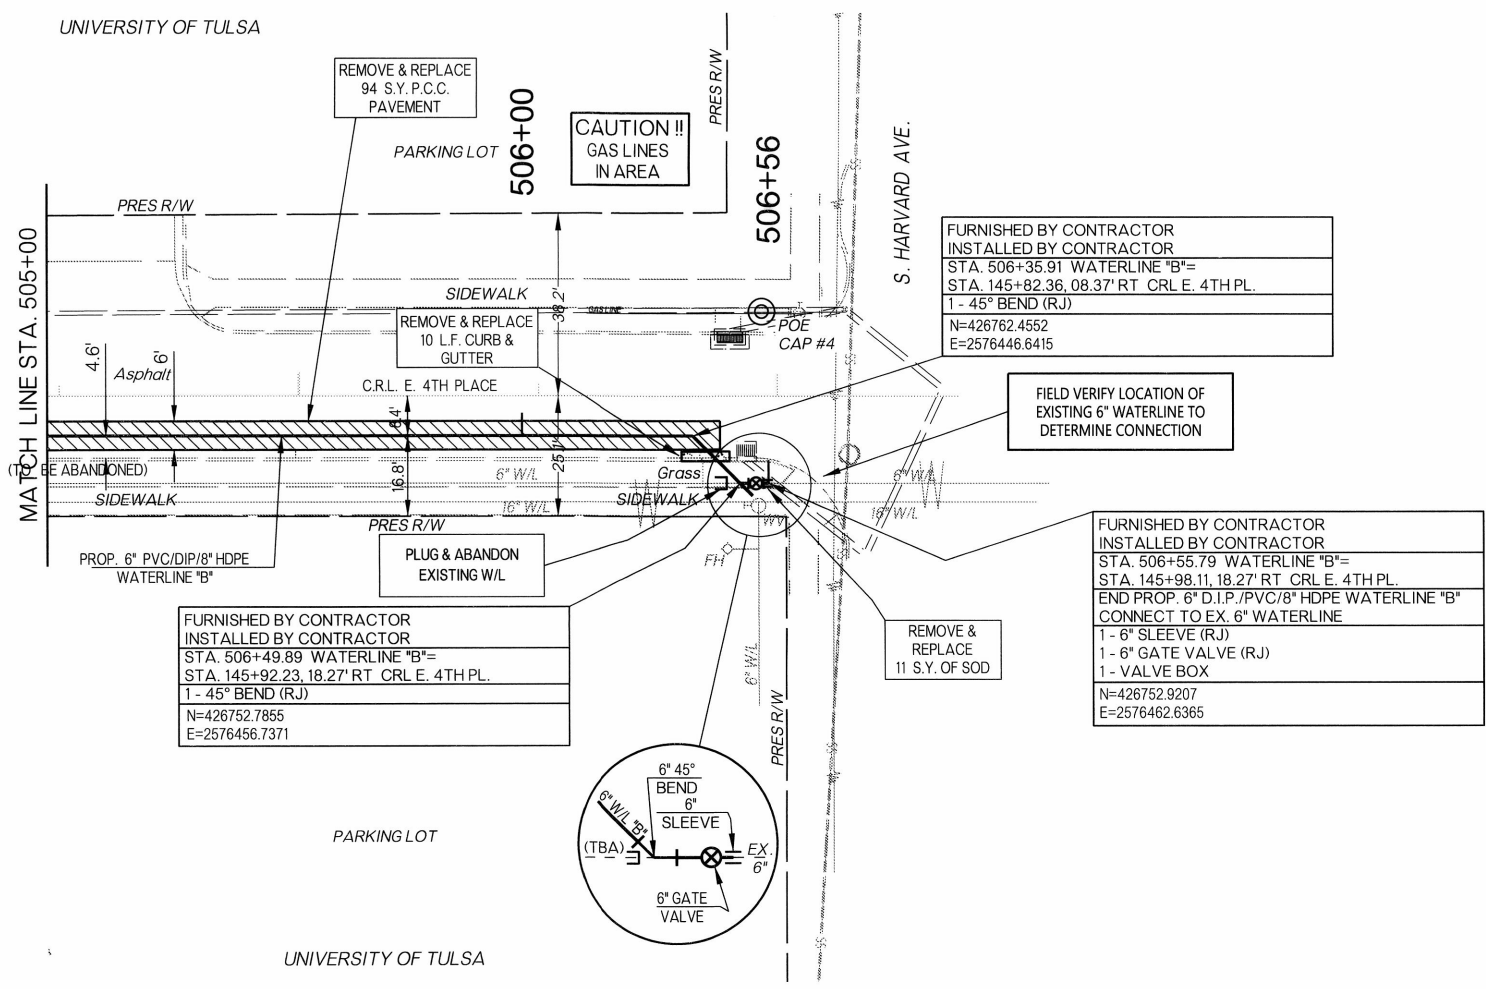 UNIVERSITY OF TULSA
REMOVE & REPLACE
94 S.Y. P.C.C.
PAVEMENT
PARKING LOT
506+00
CAUTION !!
GAS LINES
IN AREA
PRES R/W
506+56
S. HARVARD AVE.
PRES R/W
MATCH LINE STA. 505+00
SIDEWALK
38.2'
GASLINE
POE
CAP #4
REMOVE & REPLACE
10 L.F. CURB &
GUTTER
FURNISHED BY CONTRACTOR
INSTALLED BY CONTRACTOR
STA. 506+35.91 WATERLINE "B"=
STA. 145+82.36, 08.37' RT CRL E. 4TH PL.
1 - 45° BEND (RJ)
N=426762.4552
E=2576446.6415
4.6'
Asphalt
6'
C.R.L. E. 4TH PLACE
8.4'
FIELD VERIFY LOCATION OF
EXISTING 6" WATERLINE TO
DETERMINE CONNECTION
(TO BE ABANDONED)
16.8'
25.1'
6" W/L
Grass
6" W/L
SIDEWALK
SIDEWALK
16" W/L
16" W/L
WV
PRES R/W
FH
PROP. 6" PVC/DIP/8" HDPE
WATERLINE "B"
PLUG & ABANDON
EXISTING W/L
FURNISHED BY CONTRACTOR
INSTALLED BY CONTRACTOR
STA. 506+55.79 WATERLINE "B"=
STA. 145+98.11, 18.27' RT CRL E. 4TH PL.
END PROP. 6" D.I.P./PVC/8" HDPE WATERLINE "B"
CONNECT TO EX. 6" WATERLINE
1 - 6" SLEEVE (RJ)
1 - 6" GATE VALVE (RJ)
1 - VALVE BOX
N=426752.9207
E=2576462.6365
FURNISHED BY CONTRACTOR
INSTALLED BY CONTRACTOR
STA. 506+49.89 WATERLINE "B"=
STA. 145+92.23, 18.27' RT CRL E. 4TH PL.
1 - 45° BEND (RJ)
N=426752.7855
E=2576456.7371
REMOVE &
REPLACE
11 S.Y. OF SOD
6" W/L
PRES R/W
6" 45°
BEND
6"
SLEEVE
6" W/L "B"
(TBA)
EX.
6"
6" GATE
VALVE
PARKING LOT
UNIVERSITY OF TULSA